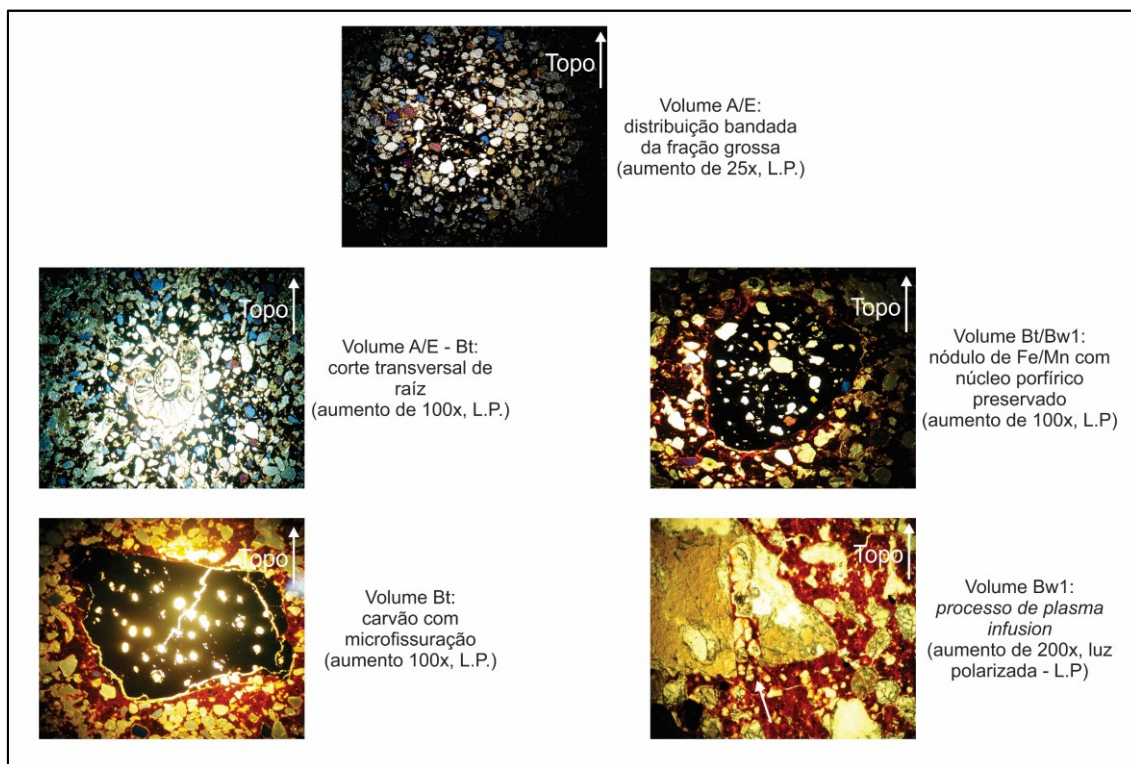 Topo
Volume A/E:
distribuição bandada
da fração grossa
(aumento de 25x, L.P.)
Topo
Volume A/E - Bt:
corte transversal de
raíz
(aumento de 100x, L.P.)
Topo
Volume Bt/Bw1:
nódulo de Fe/Mn com
núcleo porfírico
preservado
(aumento de 100x, L.P)
Topo
Volume Bt:
carvão com
microfissuração
(aumento 100x, L.P.)
Topo
Volume Bw1:
processo de plasma
infusion
(aumento de 200x, luz
polarizada - L.P)